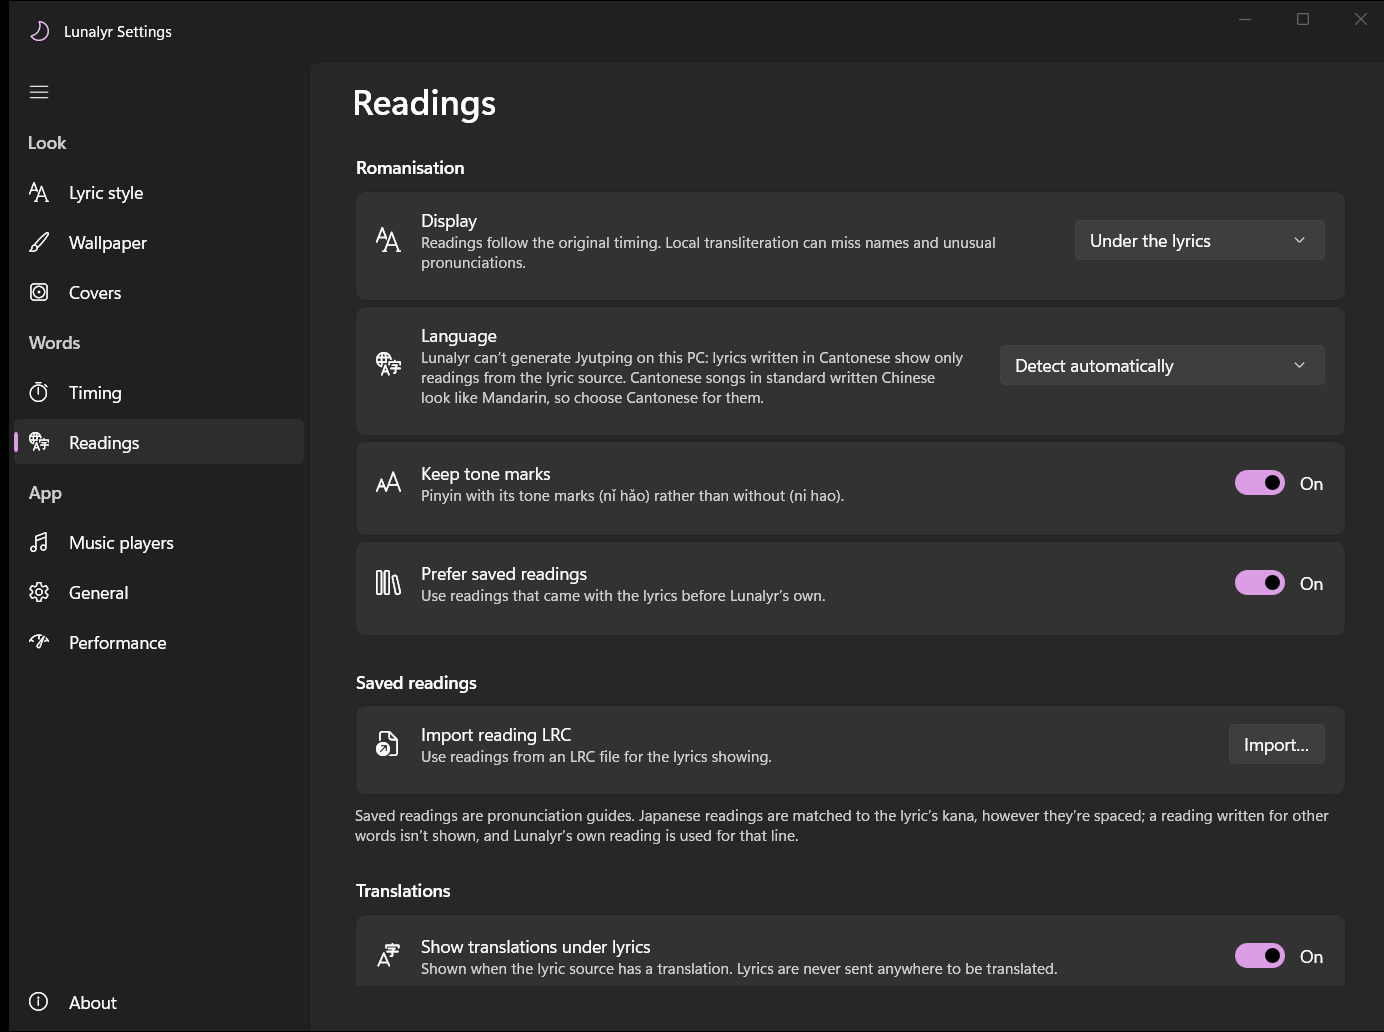 Lunalyr Settings
Look
Lyric style
Wallpaper
Covers
Words
Timing
Readings
App
Music players
General
Performance
About
Readings
Romanisation
Display
Readings follow the original timing. Local transliteration can miss names and unusual
pronunciations.
Under the lyrics
Language
Lunalyr can’t generate Jyutping on this PC: lyrics written in Cantonese show only
readings from the lyric source. Cantonese songs in standard written Chinese
look like Mandarin, so choose Cantonese for them.
Detect automatically
Keep tone marks
Pinyin with its tone marks (nǐ hǎo) rather than without (ni hao).
On
Prefer saved readings
Use readings that came with the lyrics before Lunalyr’s own.
On
Saved readings
Import reading LRC
Use readings from an LRC file for the lyrics showing.
Import...
Saved readings are pronunciation guides. Japanese readings are matched to the lyric’s kana, however they’re spaced; a reading written for other
words isn’t shown, and Lunalyr’s own reading is used for that line.
Translations
Show translations under lyrics
Shown when the lyric source has a translation. Lyrics are never sent anywhere to be translated.
On